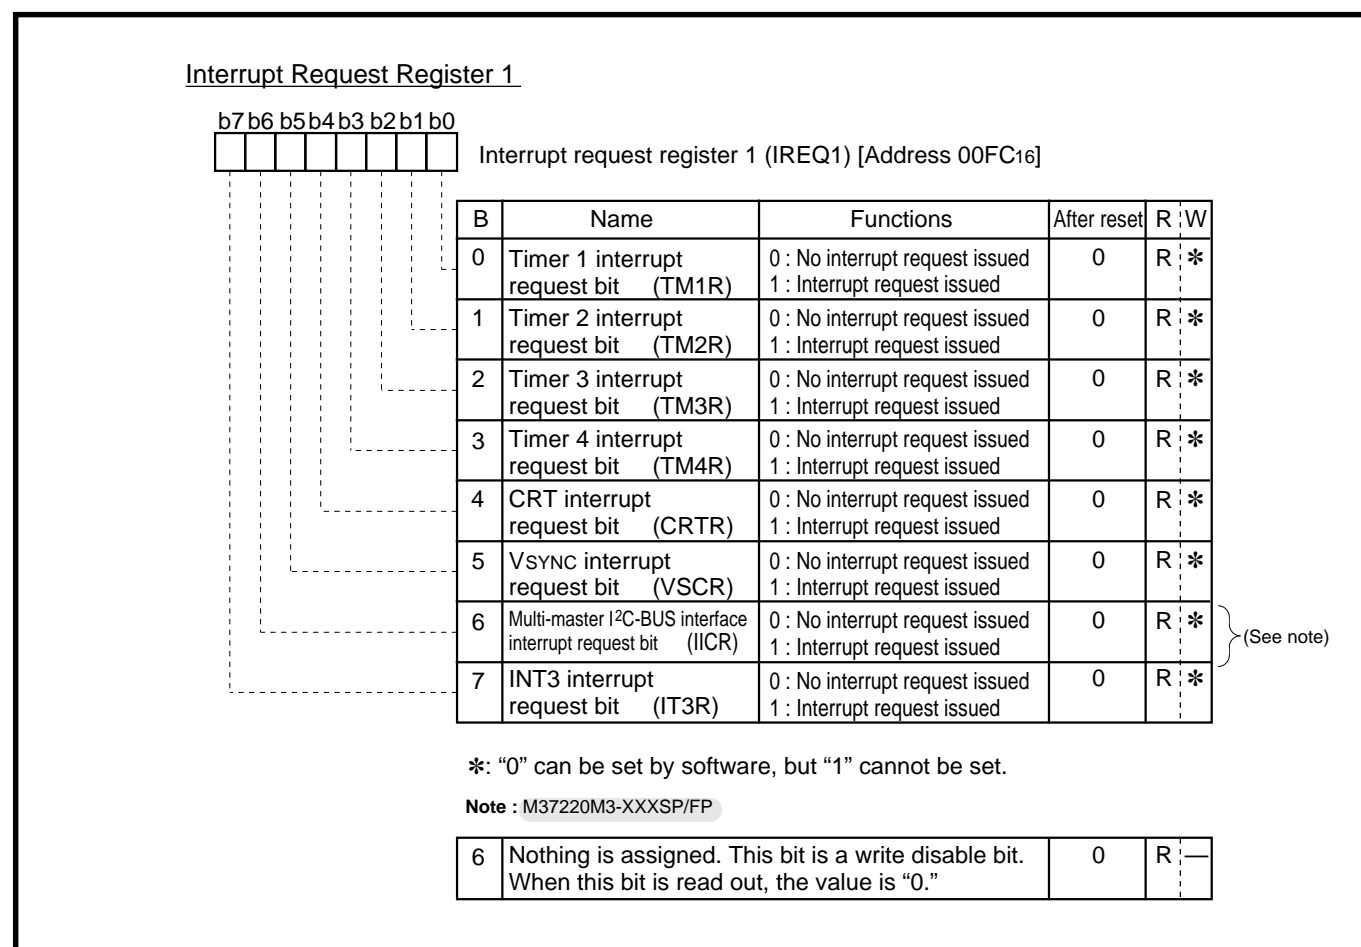 Interrupt Request Register 1
b7 b6 b5 b4 b3 b2 b1 b0
Interrupt request register 1 (IREQ1) [Address 00FC16]
B Name Functions After reset R W
0 Timer 1 interrupt 0 : No interrupt request issued 0 R ✻
request bit (TM1R) 1 : Interrupt request issued
1 Timer 2 interrupt 0 : No interrupt request issued 0 R ✻
request bit (TM2R) 1 : Interrupt request issued
2 Timer 3 interrupt 0 : No interrupt request issued 0 R ✻
request bit (TM3R) 1 : Interrupt request issued
3 Timer 4 interrupt 0 : No interrupt request issued 0 R ✻
request bit (TM4R) 1 : Interrupt request issued
4 CRT interrupt 0 : No interrupt request issued 0 R ✻
request bit (CRTR) 1 : Interrupt request issued
5 VSYNC interrupt 0 : No interrupt request issued 0 R ✻
request bit (VSCR) 1 : Interrupt request issued
6 Multi-master I2C-BUS interface 0 : No interrupt request issued 0 R ✻
interrupt request bit (IICR) 1 : Interrupt request issued
(See note)
7 INT3 interrupt 0 : No interrupt request issued 0 R ✻
request bit (IT3R) 1 : Interrupt request issued
✻: “0” can be set by software, but “1” cannot be set.
Note : M37220M3-XXXSP/FP
6 Nothing is assigned. This bit is a write disable bit. 0 R —
When this bit is read out, the value is “0.”